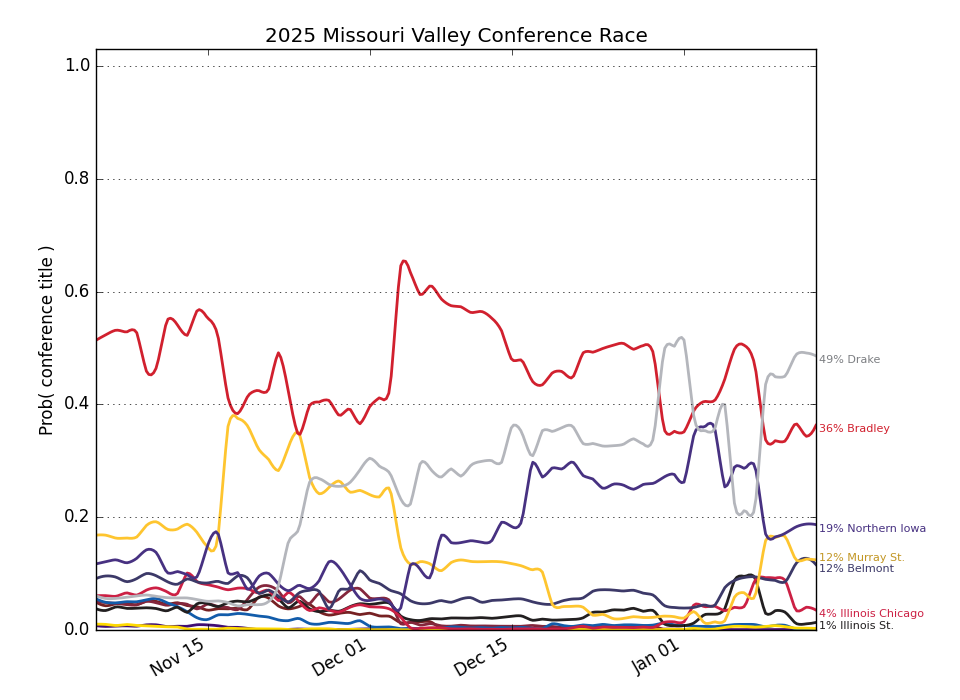 2025 Missouri Valley Conference Race
Prob( conference title )
1.0
0.8
0.6
0.4
0.2
0.0
Nov 15
Dec 01
Dec 15
Jan 01
49% Drake
36% Bradley
19% Northern Iowa
12% Murray St.
12% Belmont
4% Illinois Chicago
1% Illinois St.